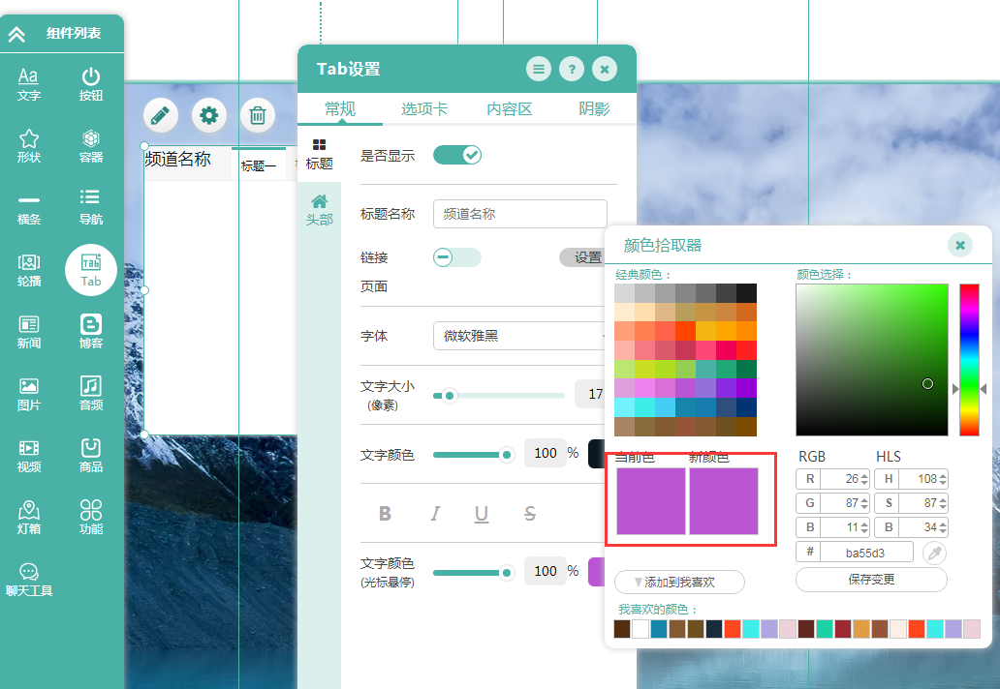 组件列表
Aa
文字
按钮
形状
容器
横条
导航
轮播
Tab
Tab
新闻
博客
图片
音频
视频
商品
灯箱
功能
聊天工具
频道名称
标题一
Tab设置
?
常规
选项卡
内容区
阴影
标题
头部
是否显示
标题名称
频道名称
链接
设置
页面
字体
微软雅黑
文字大小
(像素)
17
文字颜色
100 %
B I U S
文字颜色
(光标悬停)
100 %
颜色拾取器
经典颜色：
颜色选择：
当前色
新颜色
RGB
HLS
R 26
H 108
G 87
S 87
B 11
B 34
# ba55d3
添加到我喜欢
保存变更
我喜欢的颜色：